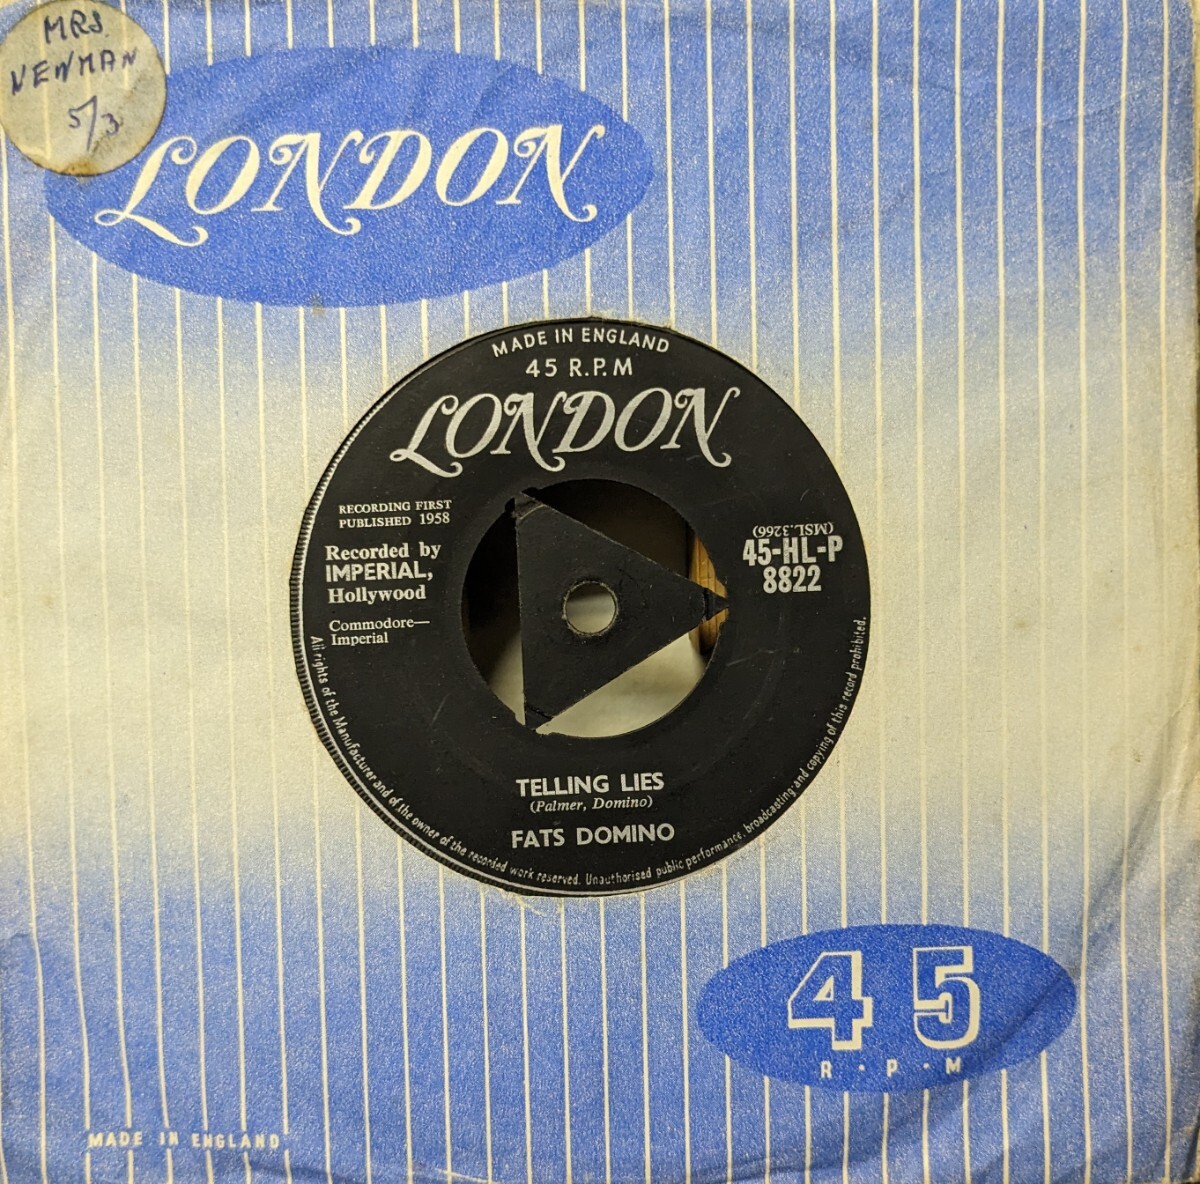 MRS
NEWMAN
5/3
LONDON
MADE IN ENGLAND
45 R.P.M
LONDON
RECORDING FIRST
PUBLISHED 1958
Recorded by
IMPERIAL,
Hollywood
Commodore—
Imperial
(MSL.3266)
45-HL-P
8822
TELLING LIES
(Palmer, Domino)
FATS DOMINO
All rights of the Manufacturer and of the owner of the recorded work reserved. Unauthorised public performance, broadcasting and copying of this record prohibited.
45
R·P·M
MADE IN ENGLAND